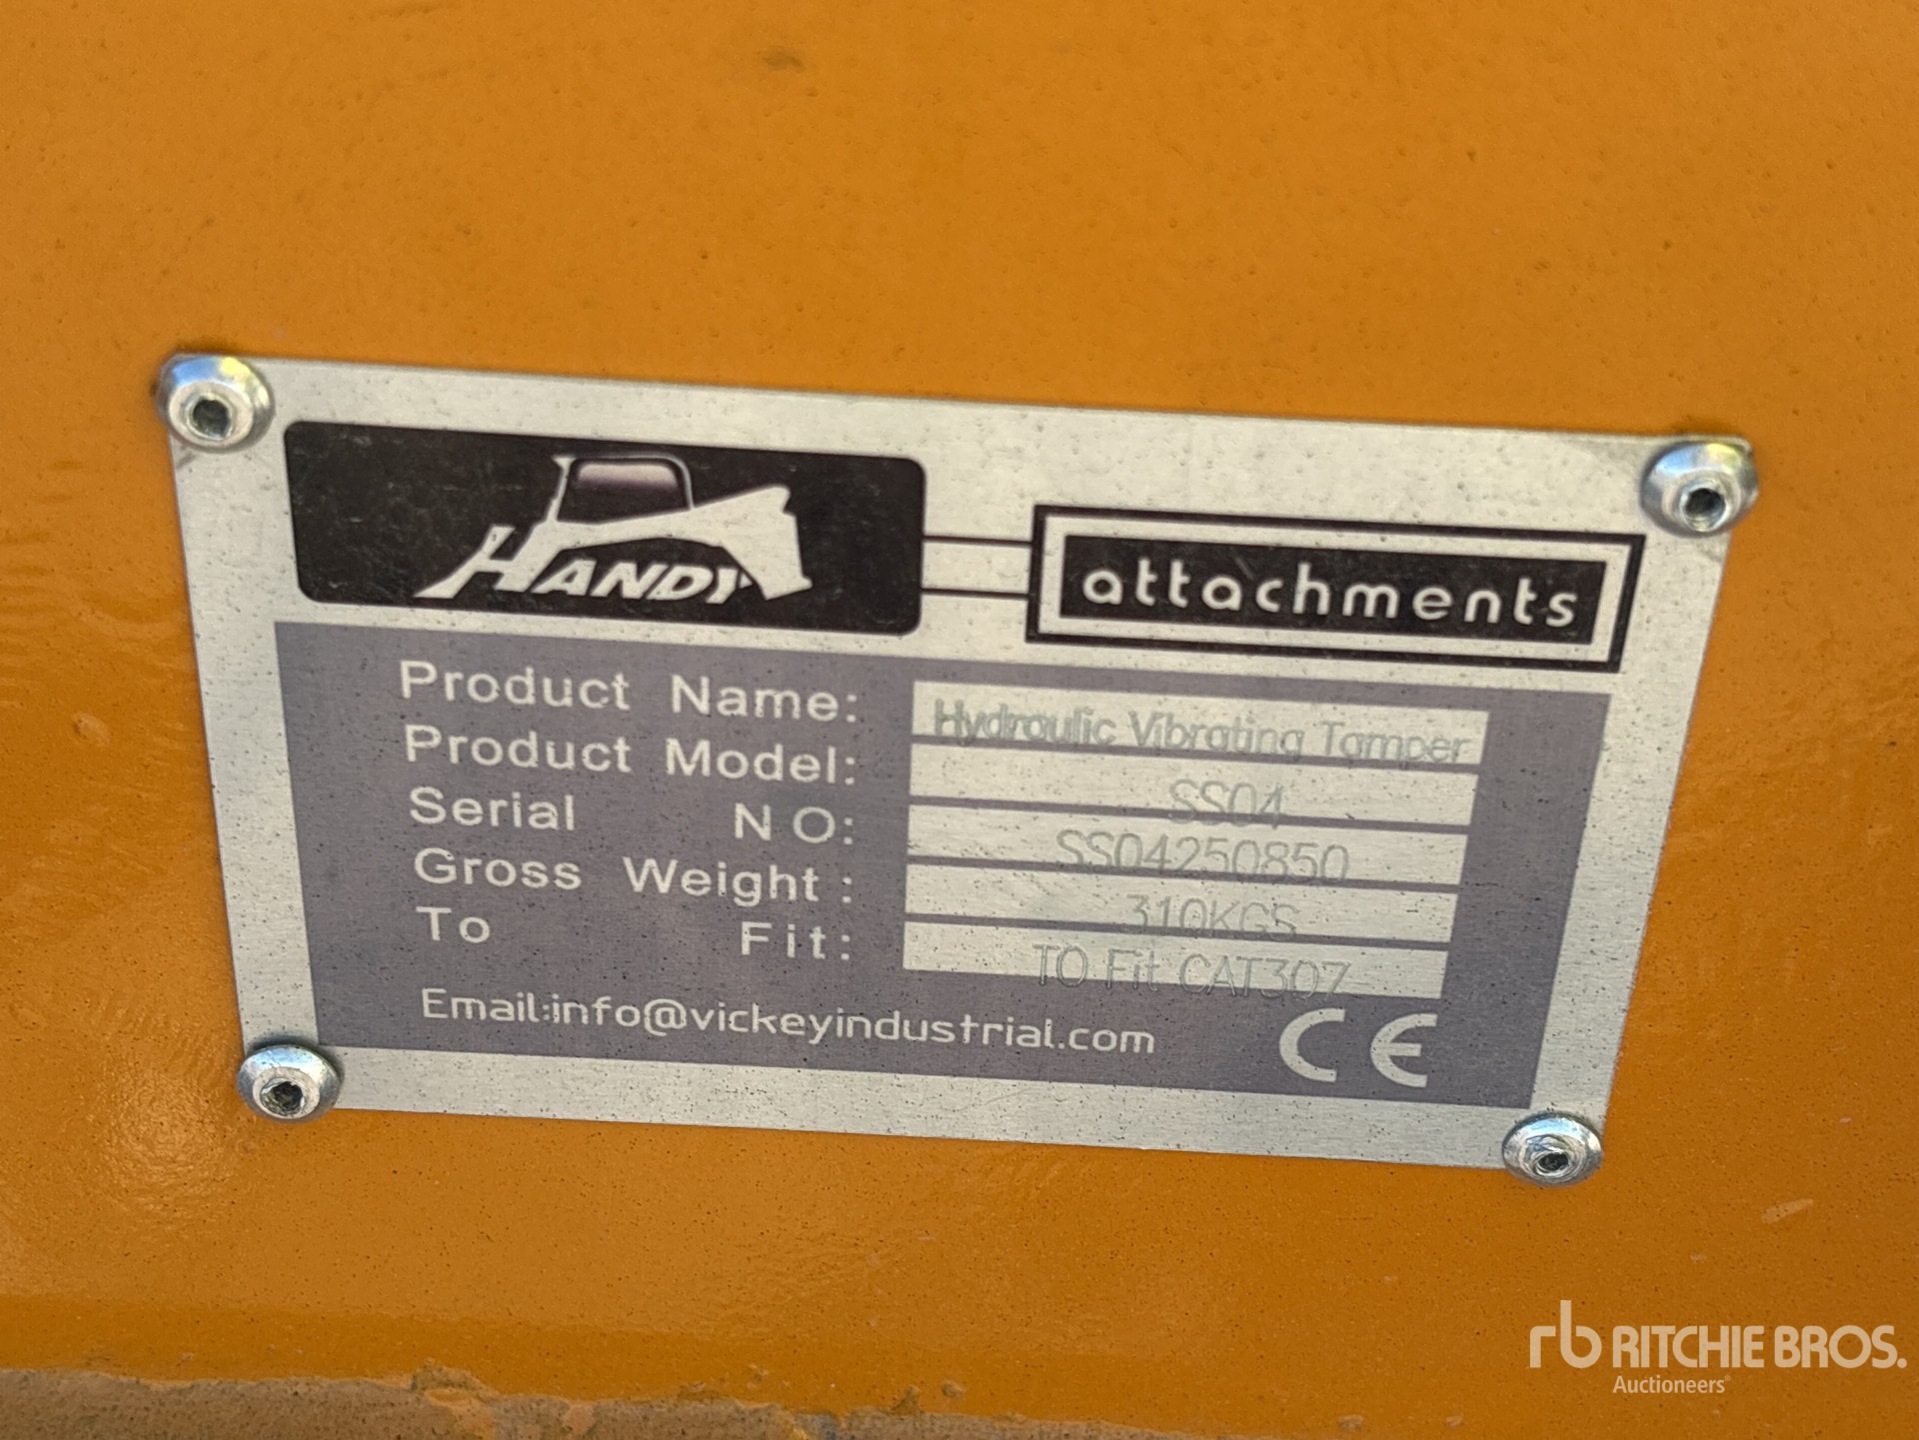 HANDY
attachments
Product Name: Hydraulic Vibrating Tamper
Product Model: SS04
Serial NO: SS04250850
Gross Weight: 310KGS
To Fit: TO Fit CAT307
Email:info@vickeyindustrial.com CE
rb RITCHIE BROS.
Auctioneers